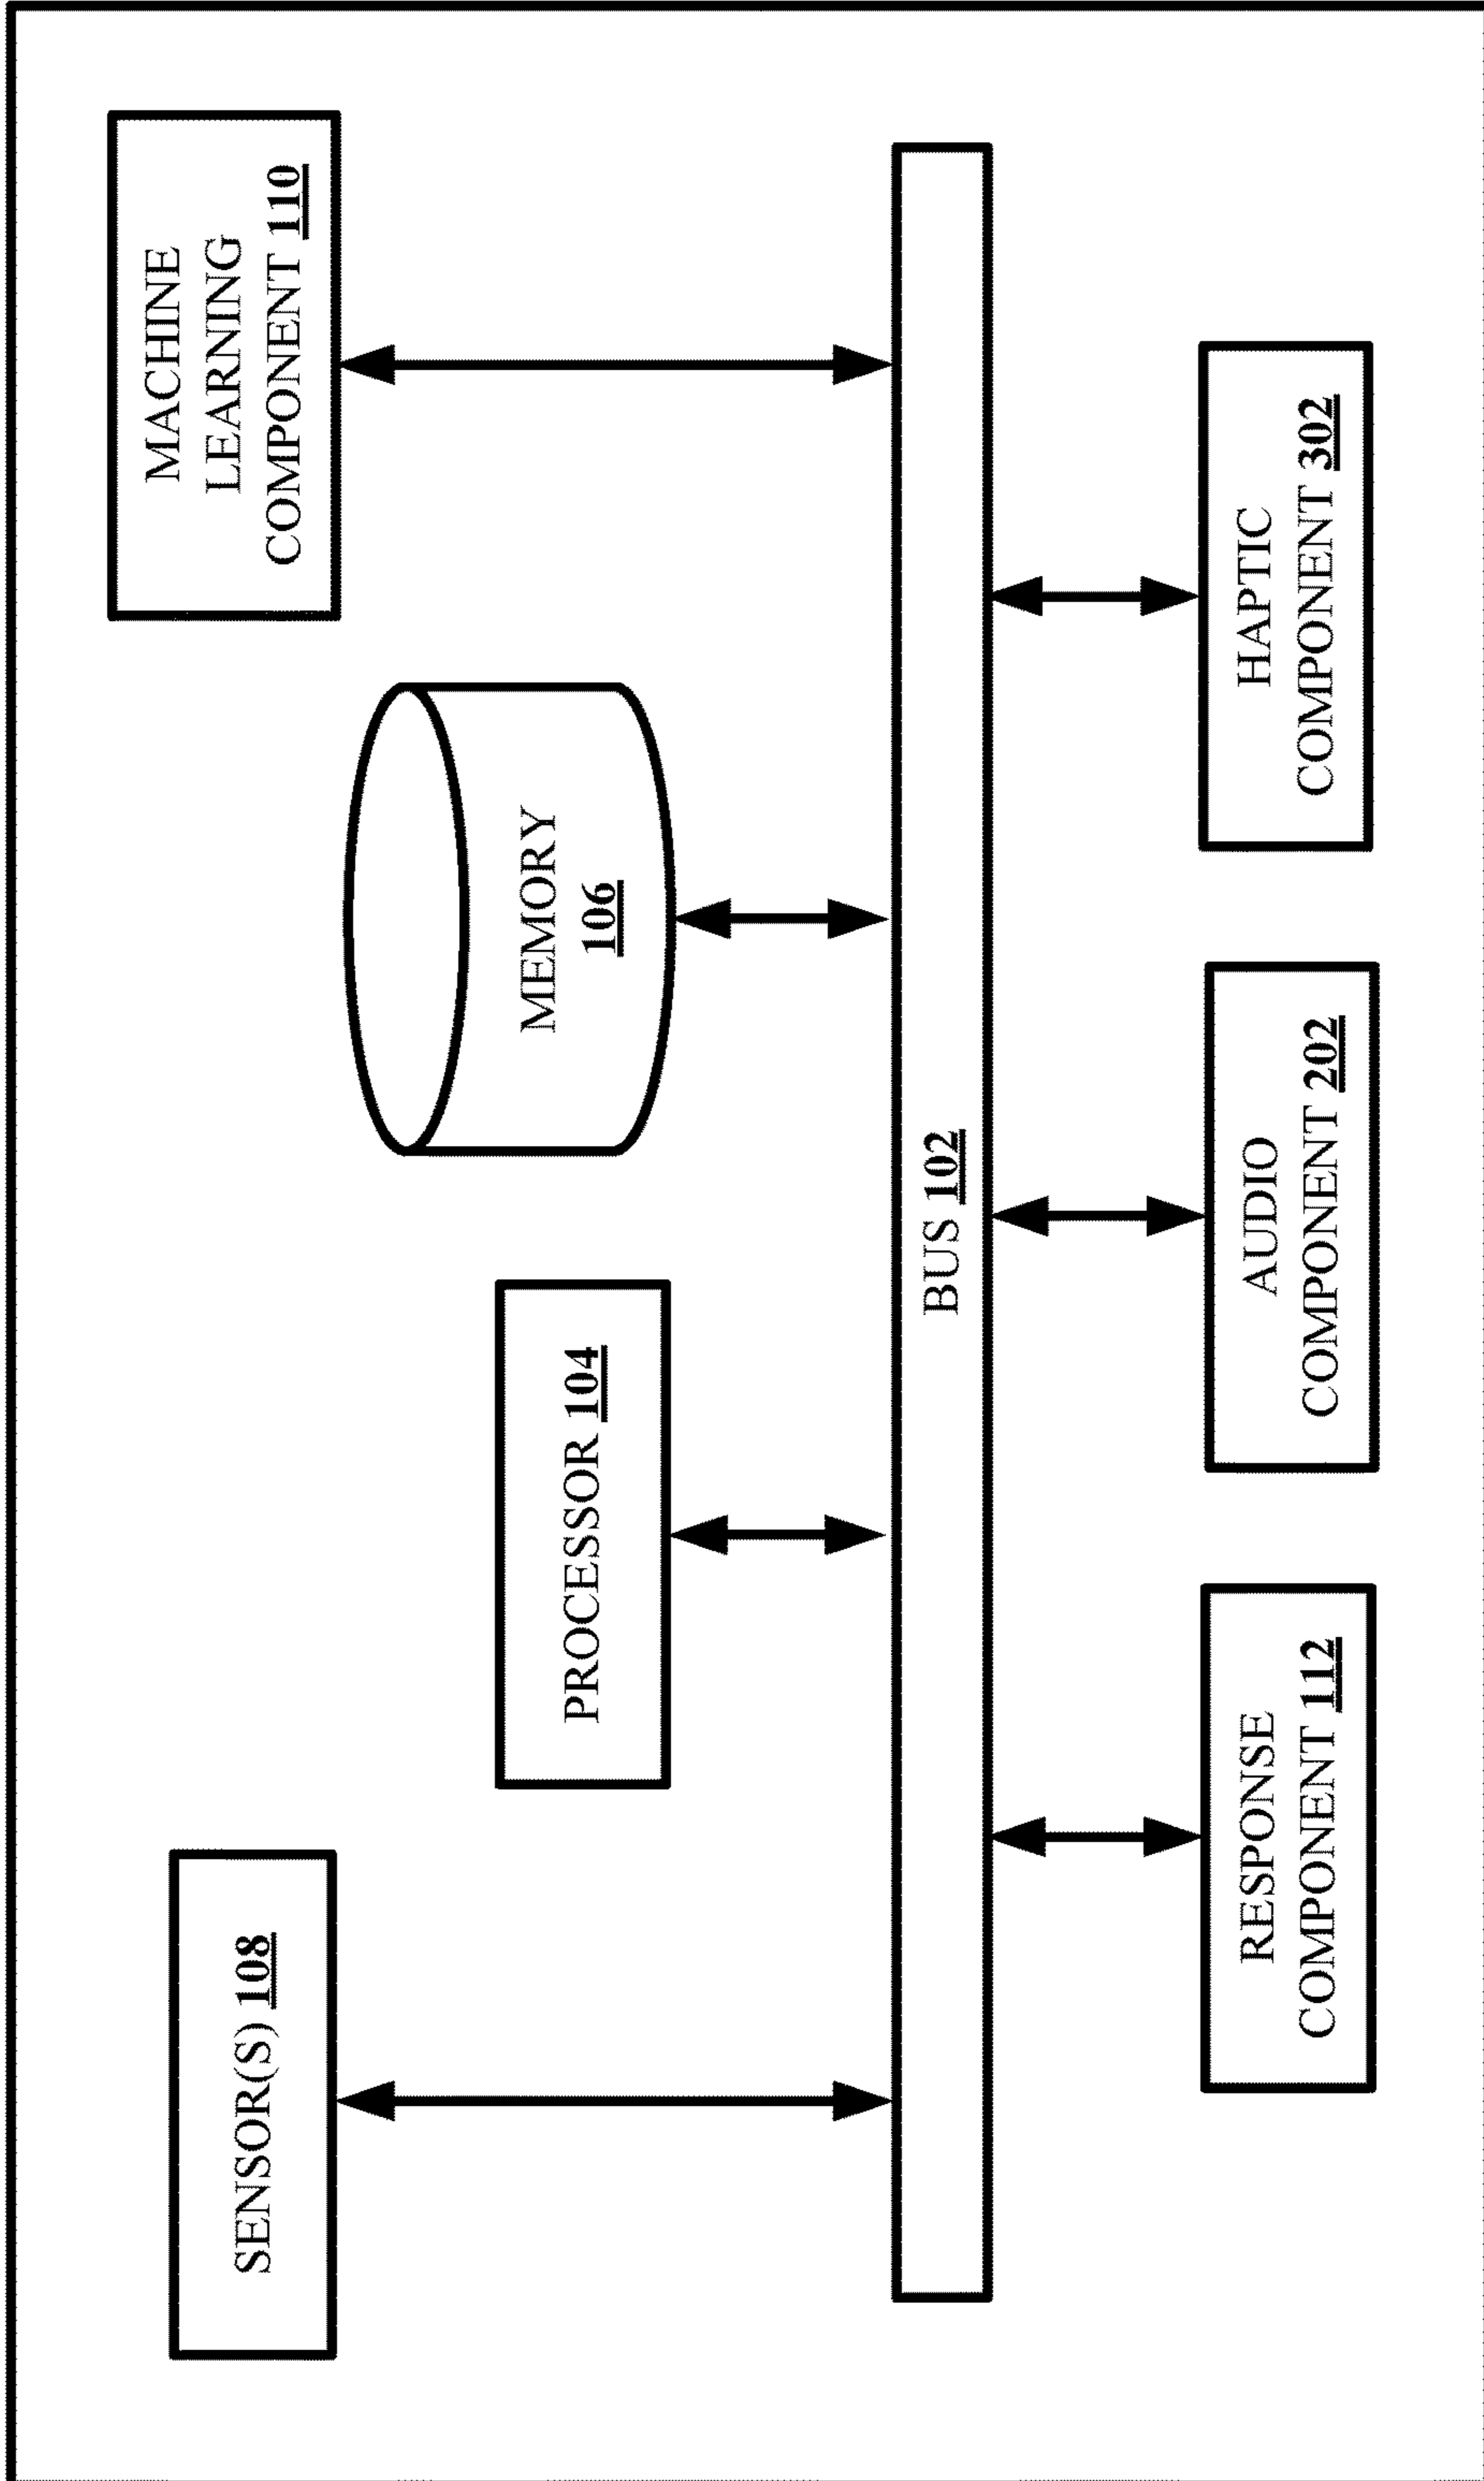 SENSOR(S) 108
PROCESSOR 104
MEMORY
106
MACHINE
LEARNING
COMPONENT 110
BUS 102
RESPONSE
COMPONENT 112
AUDIO
COMPONENT 202
HAPTIC
COMPONENT 302